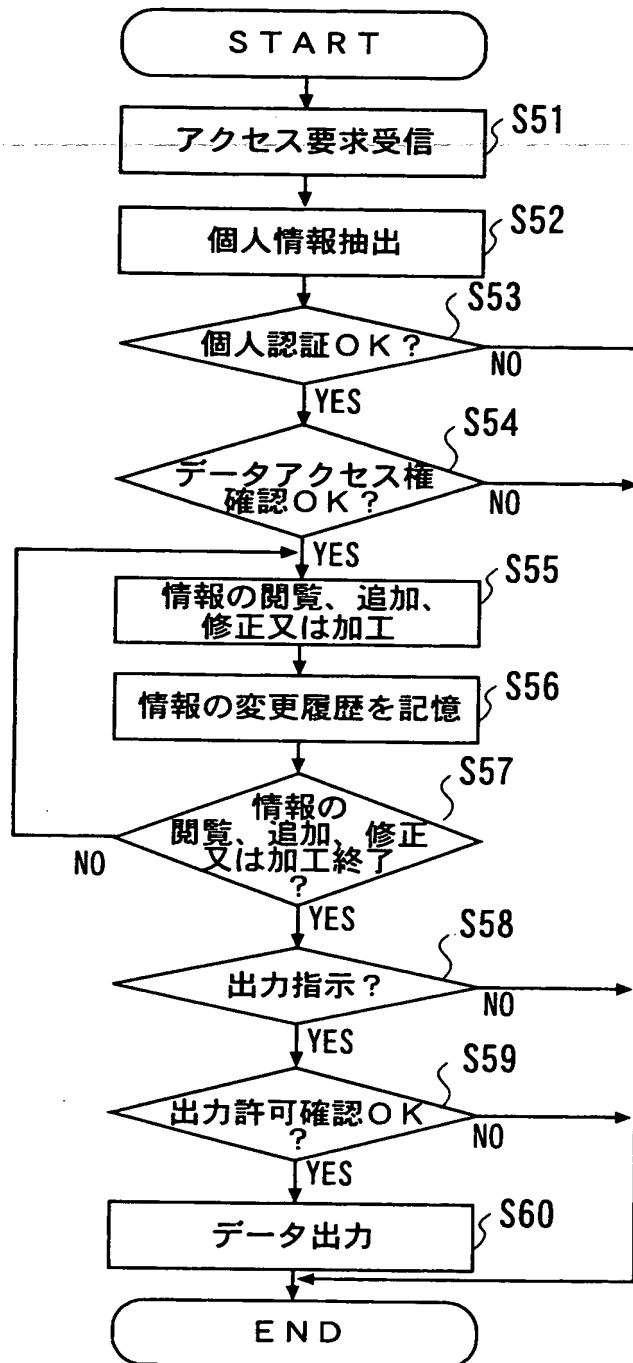 START
アクセス要求受信
S51
個人情報抽出
S52
個人認証OK?
S53
NO
YES
データアクセス権
確認OK?
S54
NO
YES
情報の閲覧、追加、
修正又は加工
S55
情報の変更履歴を記憶
S56
情報の
閲覧、追加、修正
又は加工終了
?
S57
NO
YES
出力指示?
S58
NO
YES
出力許可確認OK
?
S59
NO
YES
データ出力
S60
END